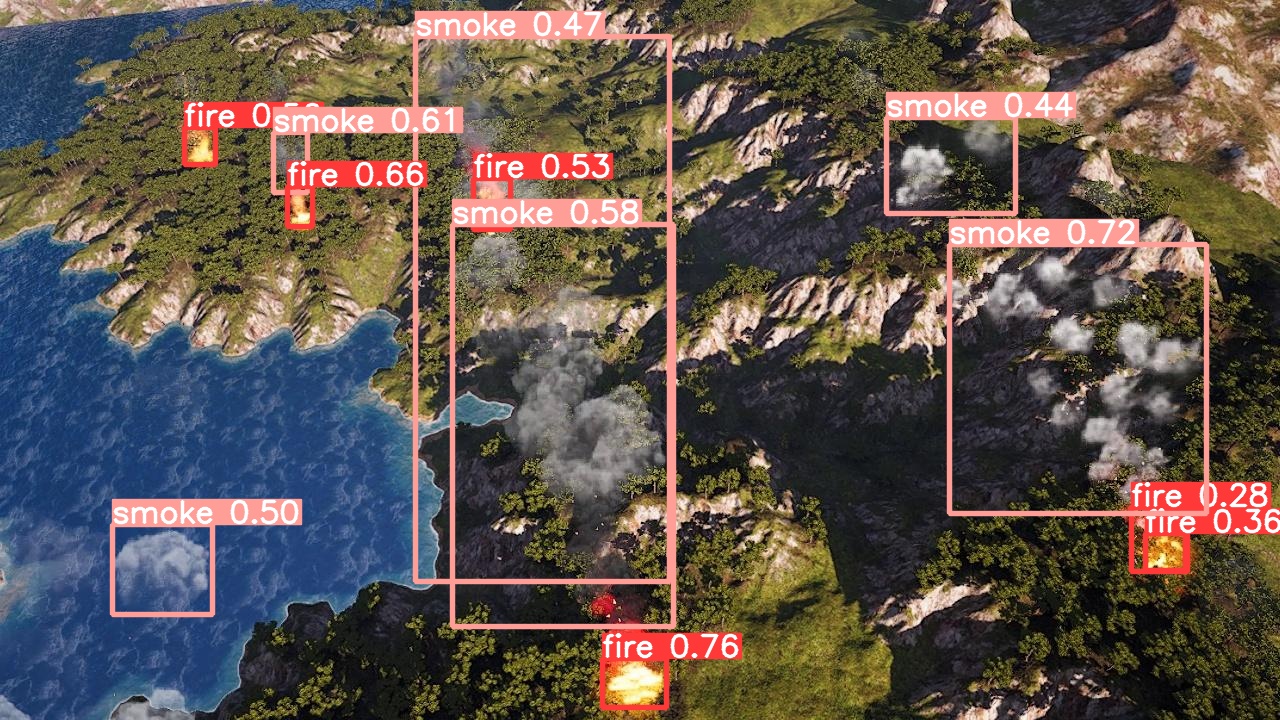 smoke 0.47
smoke 0.44
fire 0.
smoke 0.61
fire 0.53
fire 0.66
smoke 0.58
smoke 0.72
fire 0.28
smoke 0.50
fire 0.36
fire 0.76